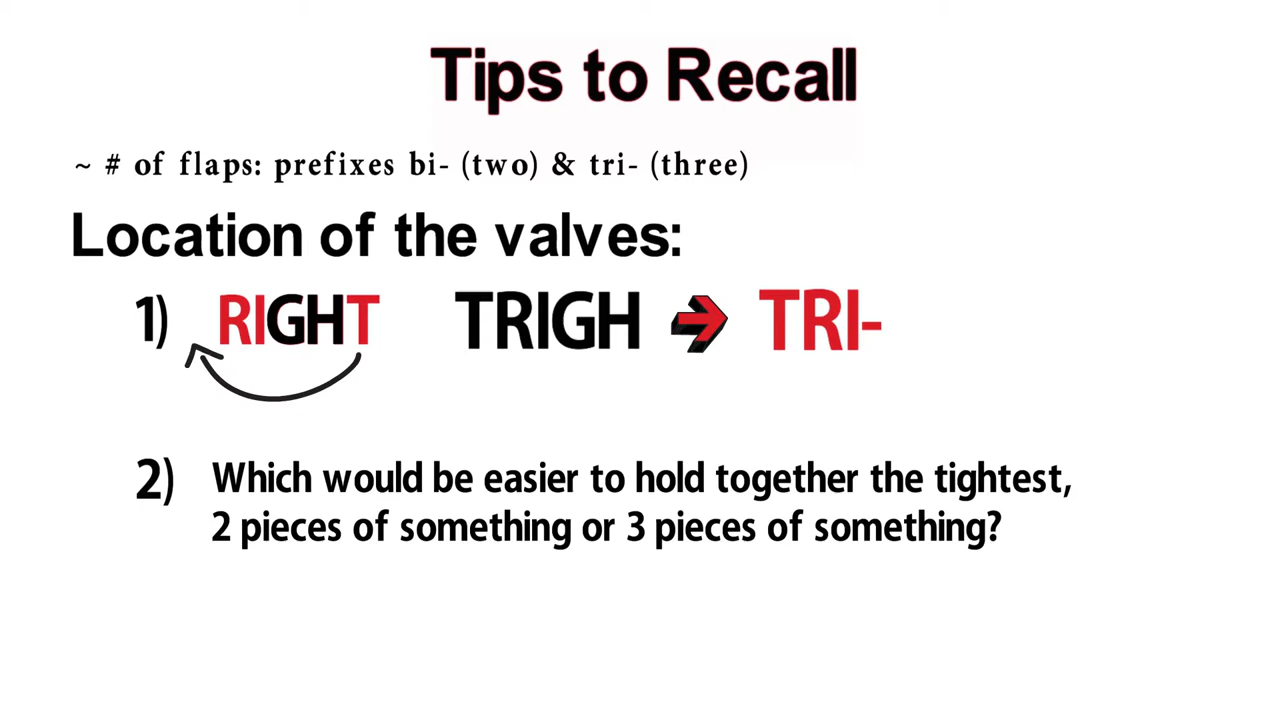 Tips to Recall
~ # of flaps: prefixes bi- (two) & tri- (three)
Location of the valves:
1) RIGHT TRIGH TRI-
2) Which would be easier to hold together the tightest,
2 pieces of something or 3 pieces of something?